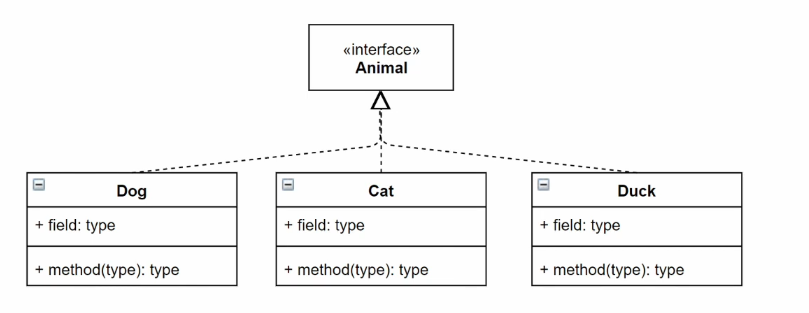 «interface»
Animal
Dog
+ field: type
+ method(type): type
Cat
+ field: type
+ method(type): type
Duck
+ field: type
+ method(type): type